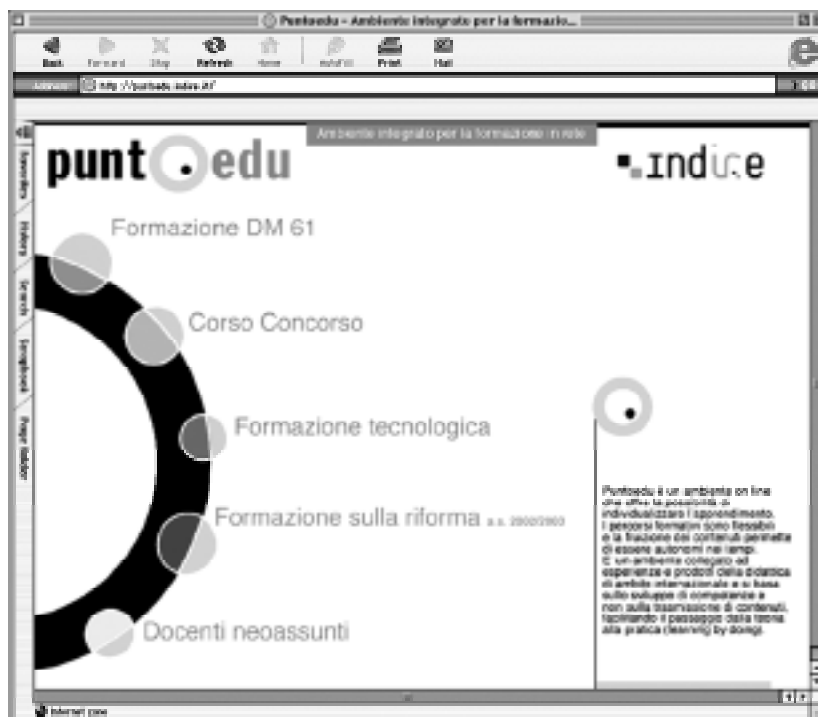 Puntoedu – Ambiente integrato per la formazio...
Back Forward Stop Refresh Home AutoFill Print Mail
Address http://puntoedu.indire.it/
Ambiente integrato per la formazione in rete
puntoedu
indire
Favorites
History
Search
Scrapbook
Page Holder
Formazione DM 61
Corso Concorso
Formazione tecnologica
Formazione sulla riforma a.s. 2002/2003
Docenti neoassunti
Puntoedu è un ambiente on line
che offre la possibilità di
individualizzare l'apprendimento.
I percorsi formativi sono flessibili
e la fruizione dei contenuti permette
di essere autonomi nei tempi.
E' un ambiente collegato ad
esperienze e prodotti della didattica
di ambito internazionale e si basa
sullo sviluppo di competenze e
non sulla trasmissione di contenuti,
facilitando il passaggio dalla teoria
alla pratica (learning by doing).
Internet zone